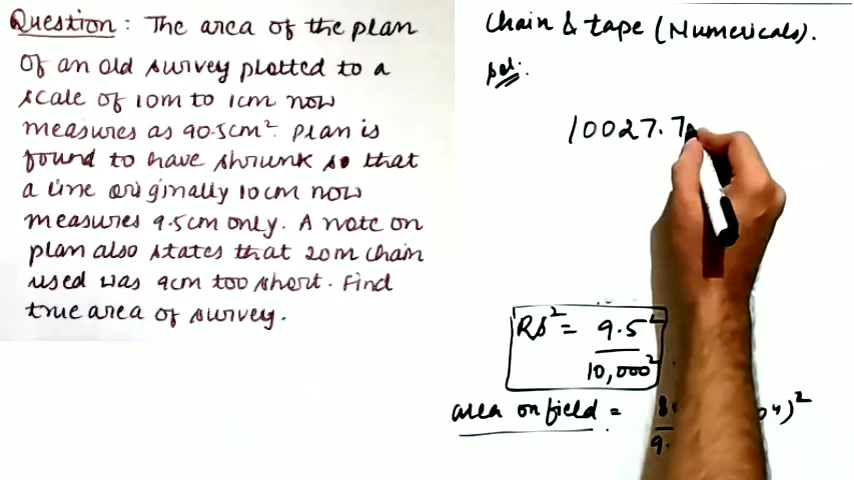 Question: The area of the plan
of an old survey plotted to a
scale of 10m to 1cm now
measures as 90.5cm². Plan is
found to have shrunk so that
a line originally 10cm now
measures 9.5cm only. A note on
plan also states that 20m chain
used was 9cm too short. Find
true area of survey.
Chain & tape (Numericals).
Sol:
10027.7
RS² = 9.5²
10,000²
area on field =
)²
9.